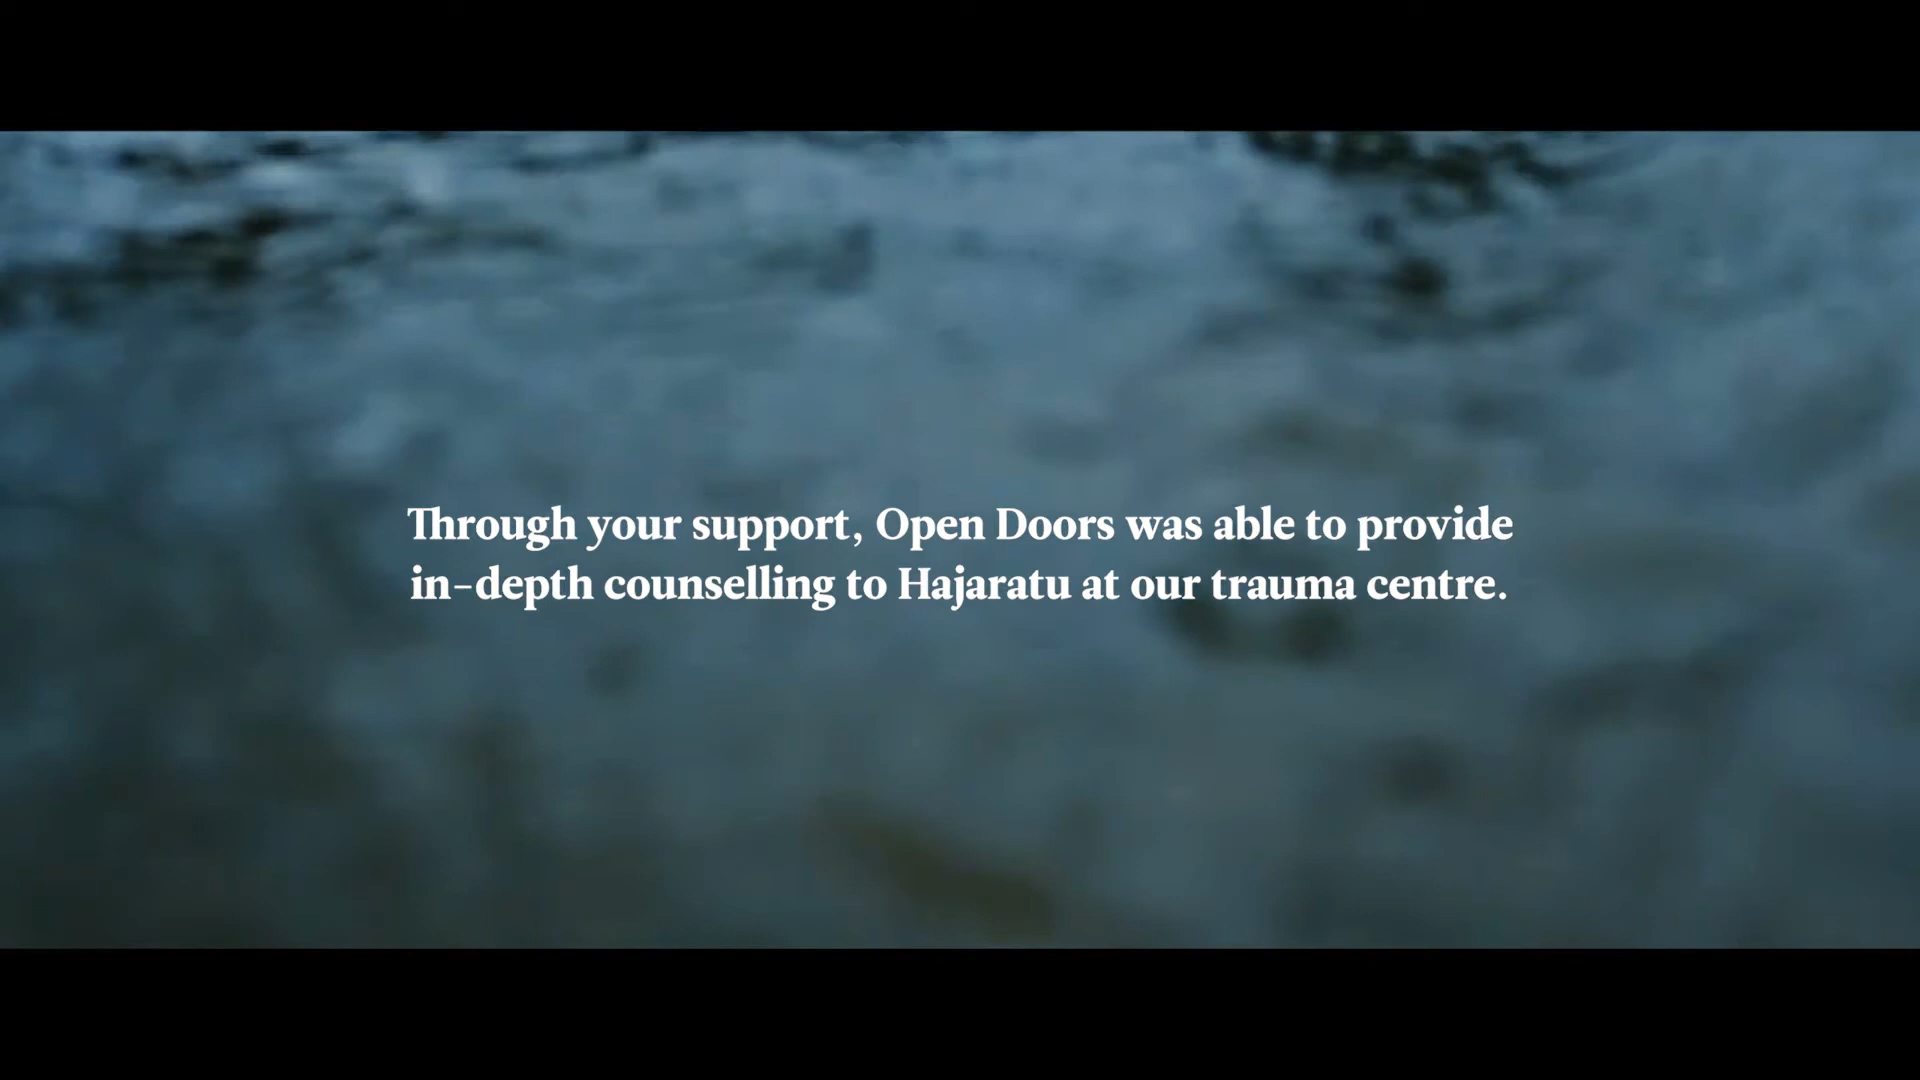 Through your support, Open Doors was able to provide
in-depth counselling to Hajaratu at our trauma centre.